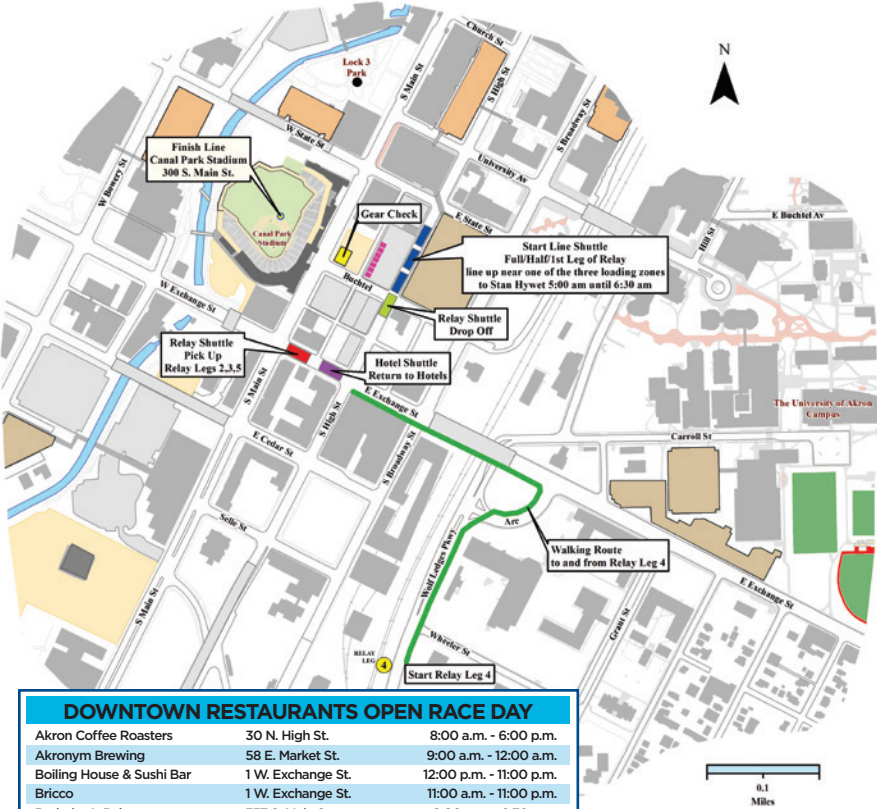 Church St
N
Lock 3
Park
S Main St
S High St
S Broadway St
W State St
University Av
Finish Line
Canal Park Stadium
300 S. Main St.
W Bowery St
Gear Check
E State St
Hill St
E Buchtel Av
Canal Park
Stadium
Start Line Shuttle
Full/Half/1st Leg of Relay
line up near one of the three loading zones
to Stan Hywet 5:00 am until 6:30 am
Buchtel
W Exchange St
Relay Shuttle
Drop Off
Relay Shuttle
Pick Up
Relay Legs 2,3,5
Hotel Shuttle
Return to Hotels
S Main St
S High St
E Exchange St
The University of Akron
Campus
E Cedar St
S Broadway St
Carroll St
Selle St
Arc
Walking Route
to and from Relay Leg 4
Wolf Ledges Pkwy
E Exchange St
S Main St
Grant St
Wheeler St
RELAY
LEG
4
Start Relay Leg 4
DOWNTOWN RESTAURANTS OPEN RACE DAY
Akron Coffee Roasters 30 N. High St. 8:00 a.m. - 6:00 p.m.
Akronym Brewing 58 E. Market St. 9:00 a.m. - 12:00 a.m.
Boiling House & Sushi Bar 1 W. Exchange St. 12:00 p.m. - 11:00 p.m.
Bricco 1 W. Exchange St. 11:00 a.m. - 11:00 p.m.
0.1
Miles